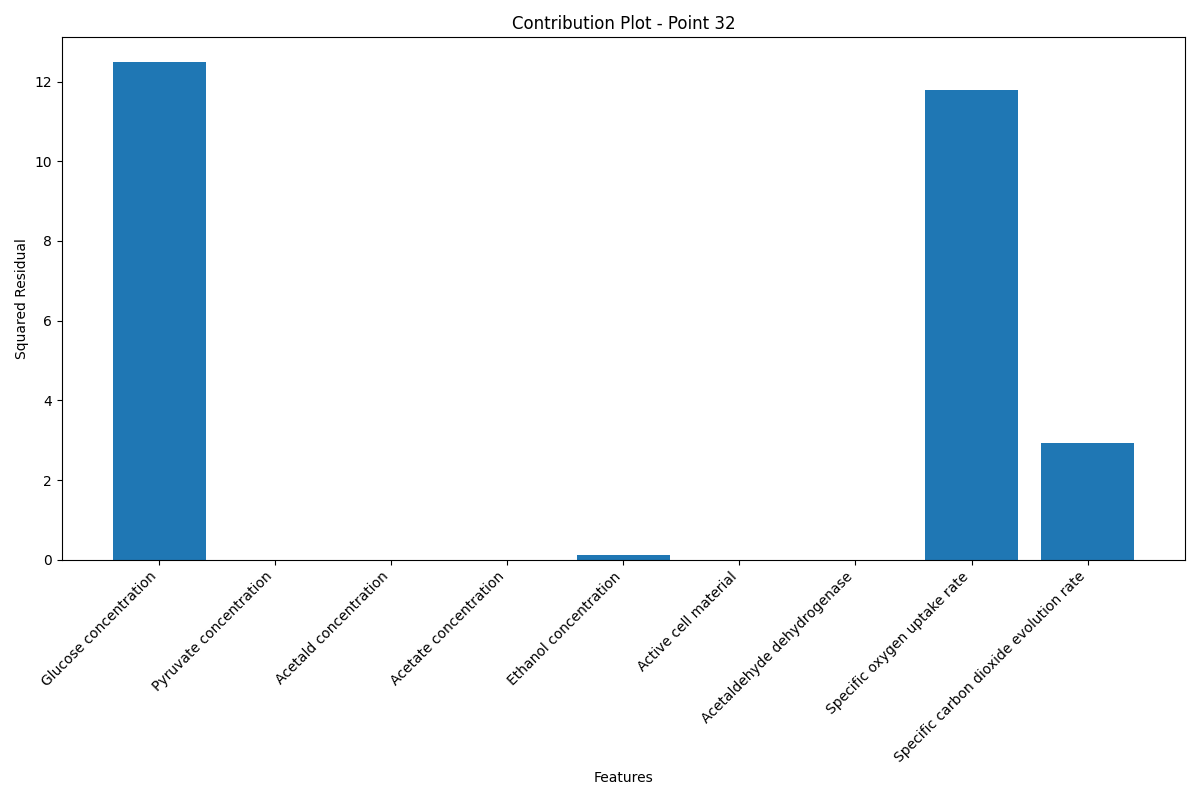 Contribution Plot - Point 32
Squared Residual
12
10
8
6
4
2
0
Glucose concentration
Pyruvate concentration
Acetald concentration
Acetate concentration
Ethanol concentration
Active cell material
Acetaldehyde dehydrogenase
Specific oxygen uptake rate
Specific carbon dioxide evolution rate
Features